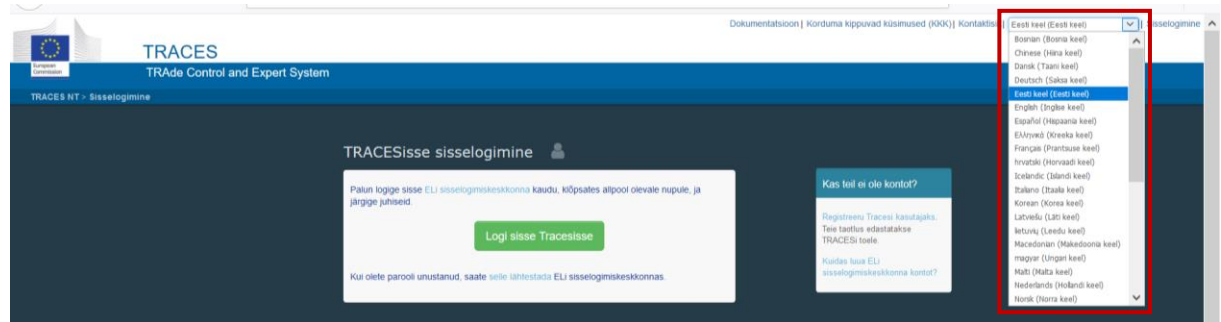 Dokumentatsioon | Korduma kippuvad küsimused (KKK) | Kontaktisik | Eesti keel (Eesti keel) | Sisselogimine
European
Commission
TRACES
TRAde Control and Expert System
TRACES NT > Sisselogimine
Bosnian (Bosnia keel)
Chinese (Hiina keel)
Dansk (Taani keel)
Deutsch (Saksa keel)
Eesti keel (Eesti keel)
English (Inglise keel)
Español (Hispaania keel)
Ελληνικά (Kreeka keel)
Français (Prantsuse keel)
hrvatski (Horvaadi keel)
Icelandic (Islandi keel)
Italiano (Itaalia keel)
Korean (Korea keel)
Latviešu (Läti keel)
lietuvių (Leedu keel)
Macedonian (Makedoonia keel)
magyar (Ungari keel)
Malti (Malta keel)
Nederlands (Hollandi keel)
Norsk (Norra keel)
TRACESisse sisselogimine
Palun logige sisse ELi sisselogimiskeskkonna kaudu, klõpsates allpool olevale nupule, ja
järgige juhiseid.
Logi sisse Tracesisse
Kui olete parooli unustanud, saate selle lähtestada ELi sisselogimiskeskkonnas.
Kas teil ei ole kontot?
Registreeru Tracesi kasutajaks.
Teie taotlus edastatakse
TRACESi toele.
Kuidas luua ELi
sisselogimiskeskkonna kontot?